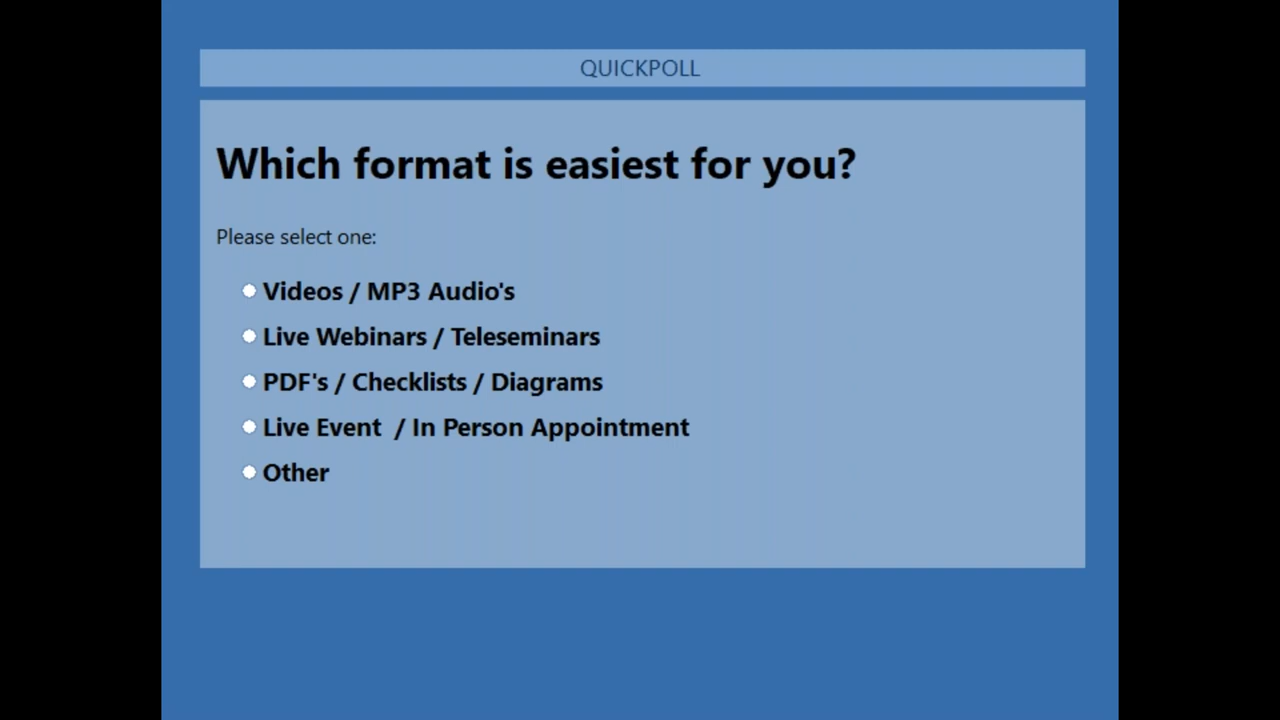 QUICKPOLL
Which format is easiest for you?
Please select one:
Videos / MP3 Audio's
Live Webinars / Teleseminars
PDF's / Checklists / Diagrams
Live Event  / In Person Appointment
Other